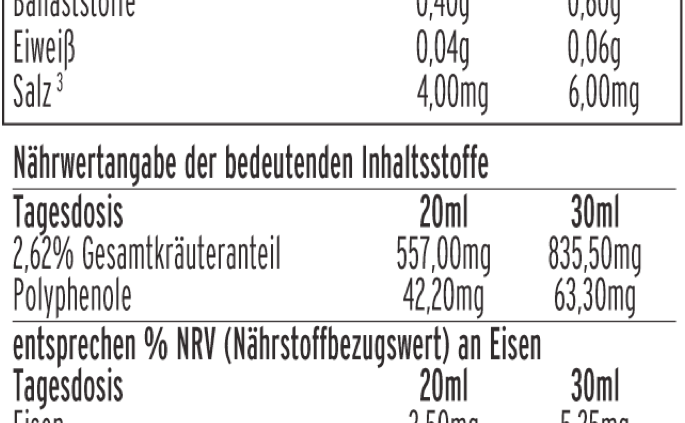 Ballaststoffe 0,40g 0,60g
Eiweiß 0,04g 0,06g
Salz ³ 4,00mg 6,00mg
Nährwertangabe der bedeutenden Inhaltsstoffe
Tagesdosis 20ml 30ml
2,62% Gesamtkräuteranteil 557,00mg 835,50mg
Polyphenole 42,20mg 63,30mg
entsprechen % NRV (Nährstoffbezugswert) an Eisen
Tagesdosis 20ml 30ml
Eisen 3,50mg 5,25mg